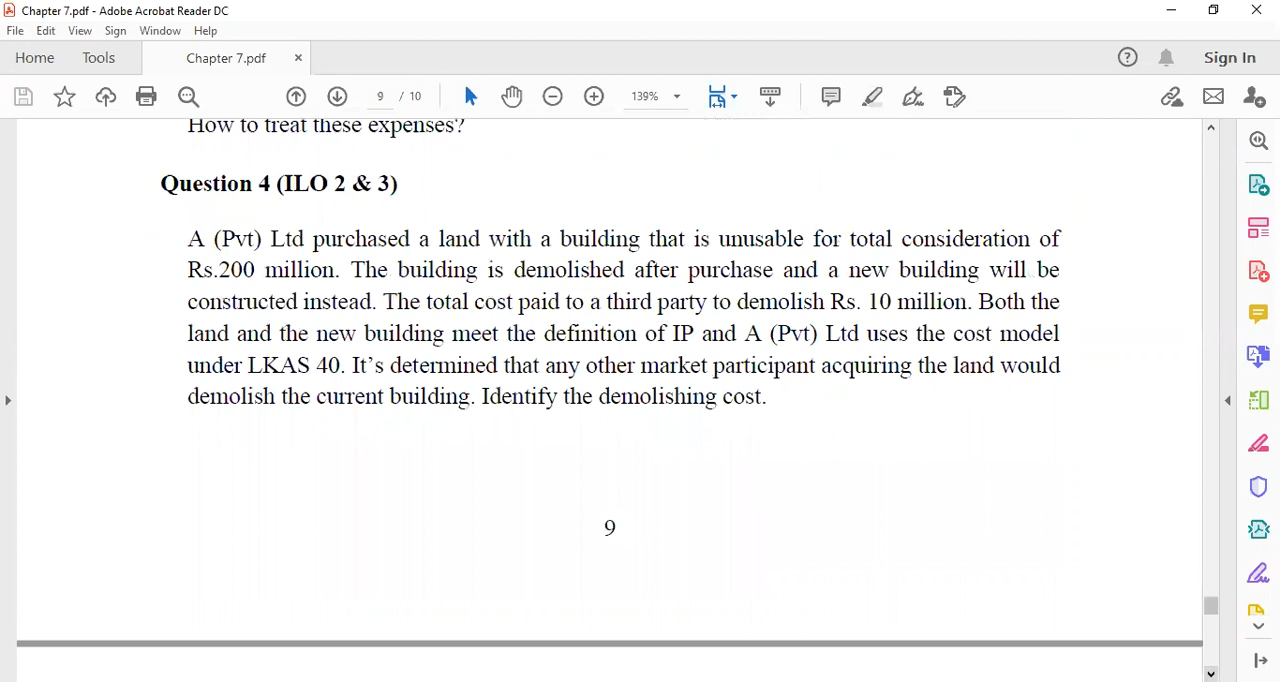 Chapter 7.pdf - Adobe Acrobat Reader DC
File Edit View Sign Window Help
Home Tools Chapter 7.pdf × Sign In
9 / 10 139%
How to treat these expenses?
Question 4 (ILO 2 & 3)
A (Pvt) Ltd purchased a land with a building that is unusable for total consideration of
Rs.200 million. The building is demolished after purchase and a new building will be
constructed instead. The total cost paid to a third party to demolish Rs. 10 million. Both the
land and the new building meet the definition of IP and A (Pvt) Ltd uses the cost model
under LKAS 40. It's determined that any other market participant acquiring the land would
demolish the current building. Identify the demolishing cost.
9